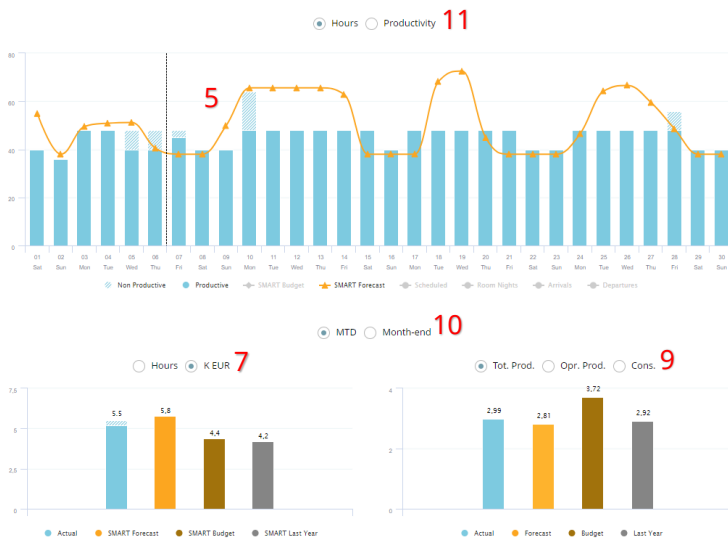 Hours Productivity 11
80
60
5
40
20
0
01 02 03 04 05 06 07 08 09 10 11 12 13 14 15 16 17 18 19 20 21 22 23 24 25 26 27 28 29 30
Sat Sun Mon Tue Wed Thu Fri Sat Sun Mon Tue Wed Thu Fri Sat Sun Mon Tue Wed Thu Fri Sat Sun Mon Tue Wed Thu Fri Sat Sun
Non Productive Productive SMART Budget SMART Forecast Scheduled Room Nights Arrivals Departures
MTD Month-end 10
Hours K EUR 7
7,5
5
2,5
0
5.5 5,8 4,4 4,2
Actual SMART Forecast SMART Budget SMART Last Year
Tot. Prod. Opr. Prod. Cons. 9
4
2
0
2,99 2,81 3,72 2,92
Actual Forecast Budget Last Year